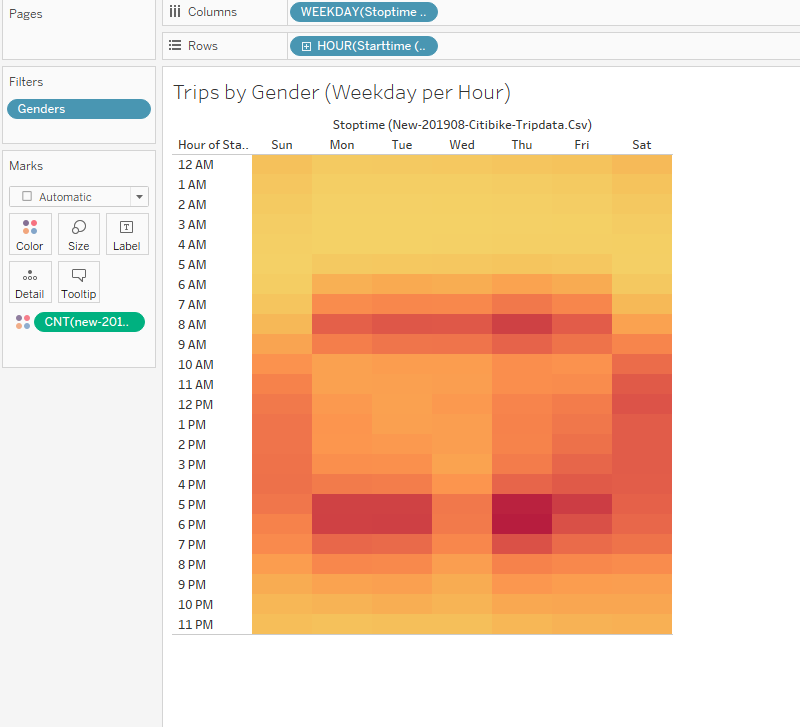 Pages
Columns
WEEKDAY(Stoptime ..
Rows
HOUR(Starttime (..
Filters
Genders
Marks
Automatic
Color
Size
Label
Detail
Tooltip
CNT(new-201..
Trips by Gender (Weekday per Hour)
Stoptime (New-201908-Citibike-Tripdata.Csv)
Hour of Sta.. Sun Mon Tue Wed Thu Fri Sat
12 AM
1 AM
2 AM
3 AM
4 AM
5 AM
6 AM
7 AM
8 AM
9 AM
10 AM
11 AM
12 PM
1 PM
2 PM
3 PM
4 PM
5 PM
6 PM
7 PM
8 PM
9 PM
10 PM
11 PM